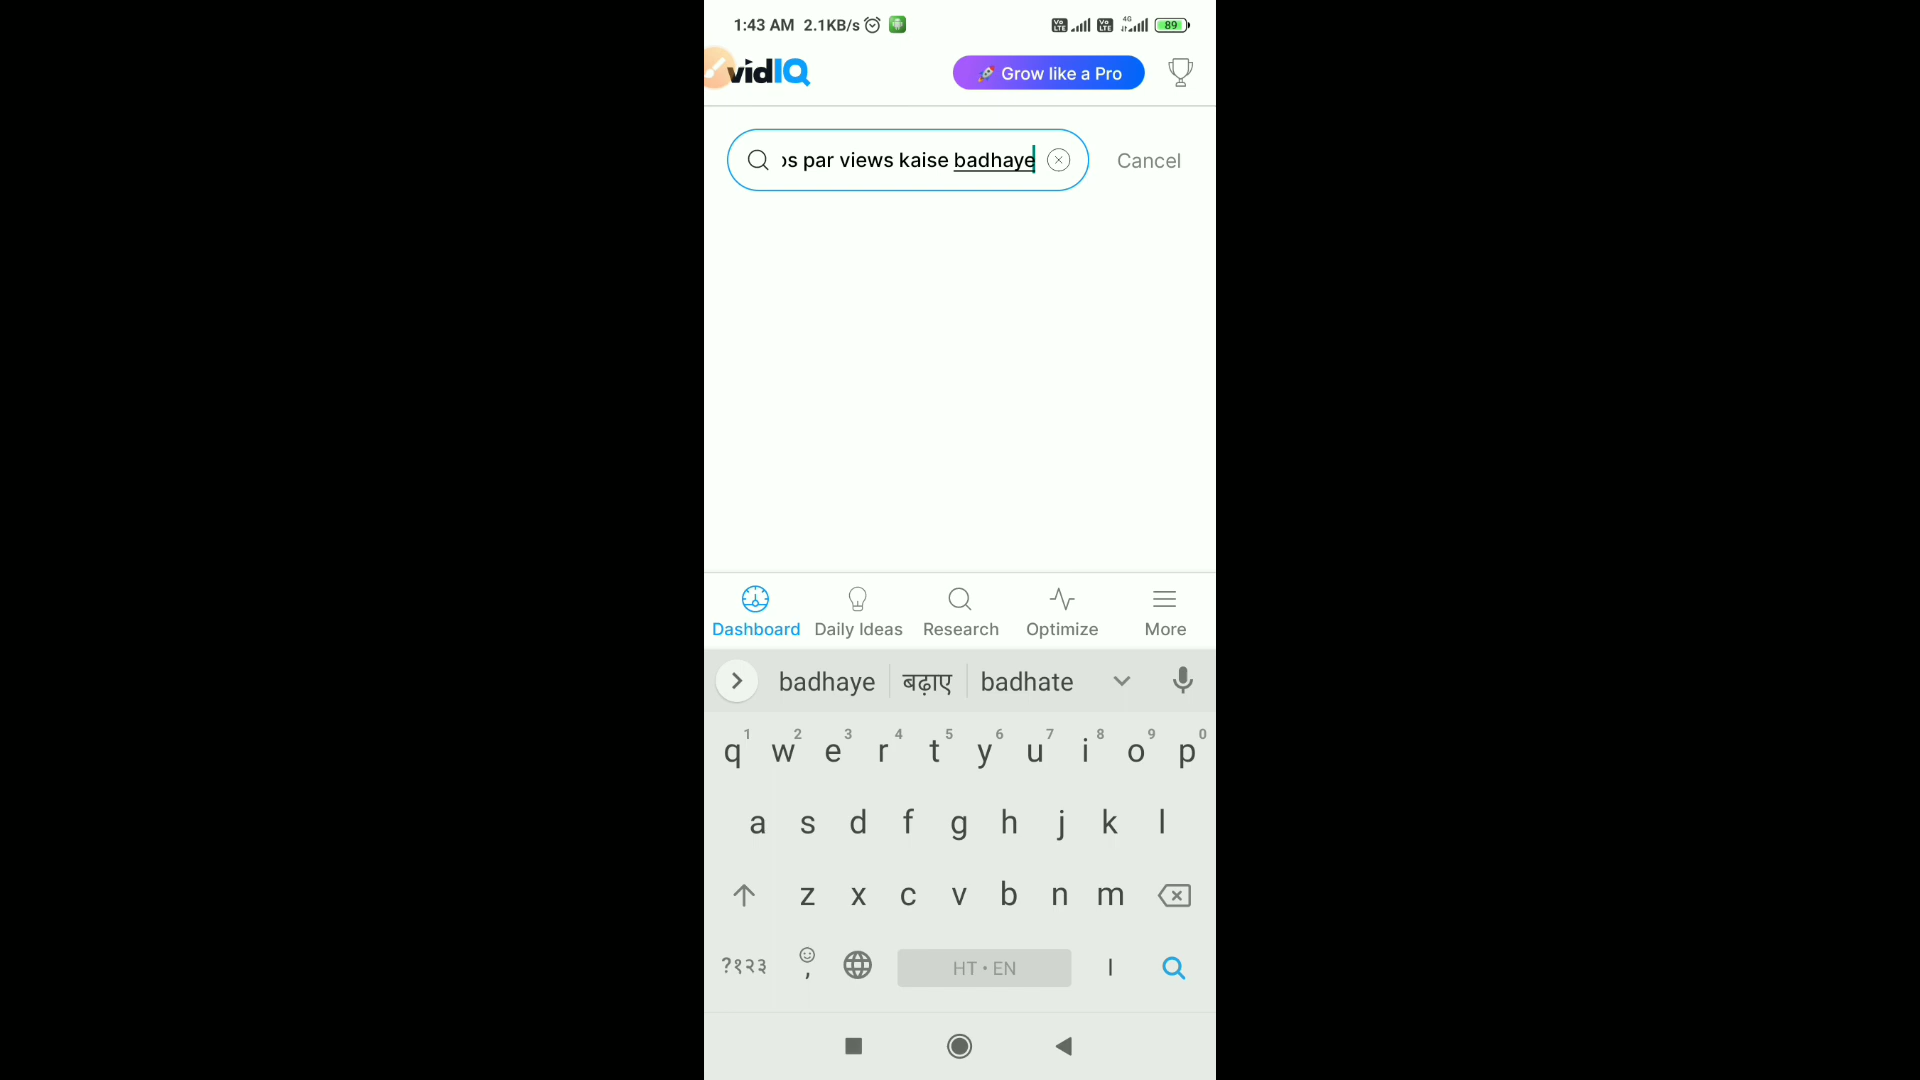 1:43 AM 2.1KB/s 4G 89
vidIQ 🚀 Grow like a Pro
par views kaise badhaye Cancel
Dashboard Daily Ideas Research Optimize More
badhaye बढ़ाए badhate
1 2 3 4 5 6 7 8 9 0
q w e r t y u i o p
a s d f g h j k l
z x c v b n m
?१२३ , HT • EN ।